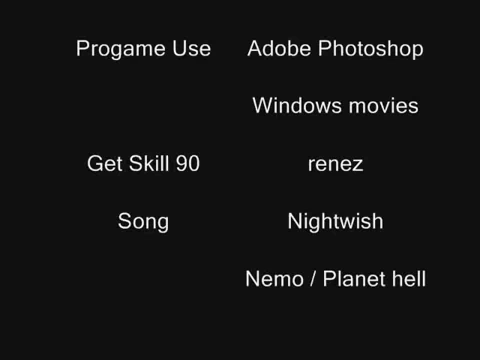 Progame Use Adobe Photoshop
Windows movies
Get Skill 90 renez
Song Nightwish
Nemo / Planet hell